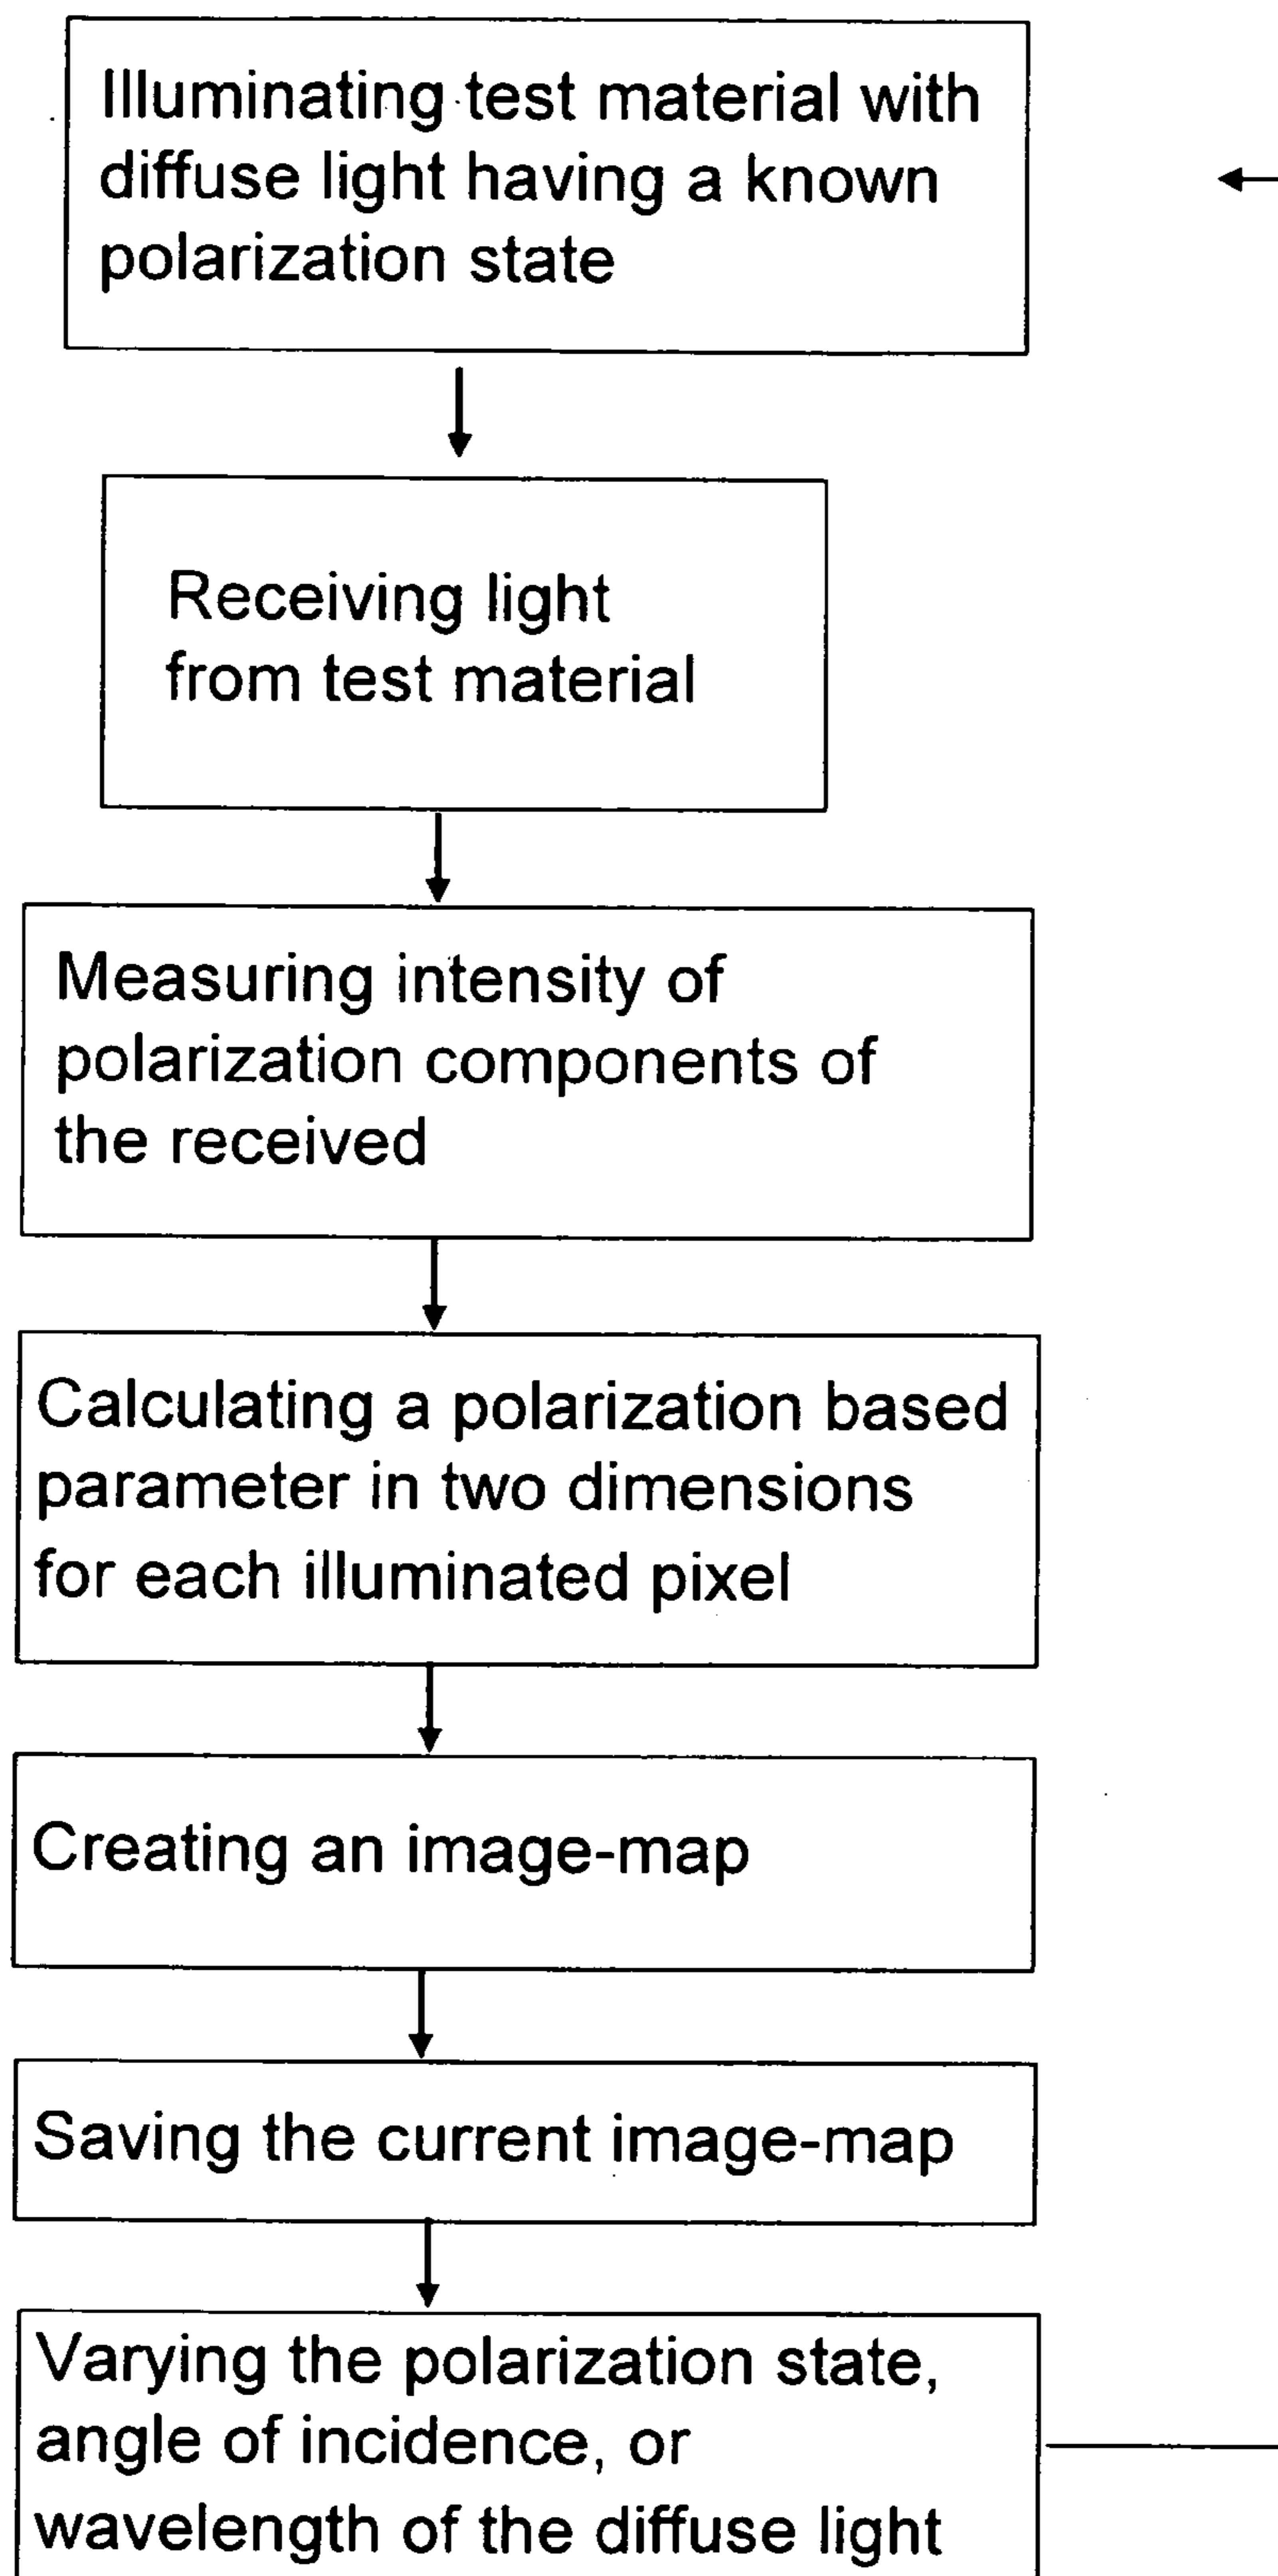 Illuminating test material with
diffuse light having a known
polarization state
Receiving light
from test material
Measuring intensity of
polarization components of
the received
Calculating a polarization based
parameter in two dimensions
for each illuminated pixel
Creating an image-map
Saving the current image-map
Varying the polarization state,
angle of incidence, or
wavelength of the diffuse light